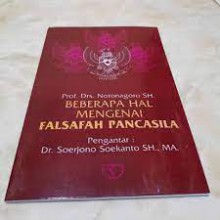 Prof. Drs. Notonagoro SH.
BEBERAPA HAL
MENGENAI
FALSAFAH PANCASILA
Pengantar :
Dr. Soerjono Soekanto SH., MA.